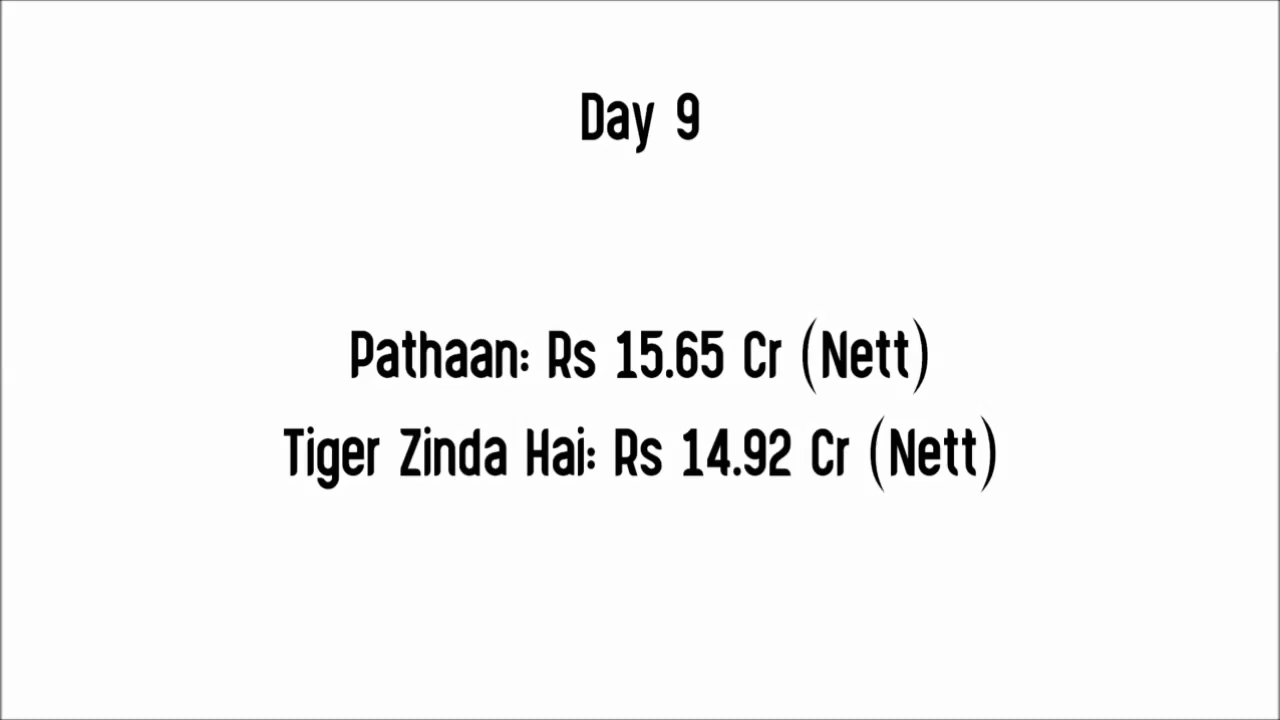 Day 9
Pathaan: Rs 15.65 Cr (Nett)
Tiger Zinda Hai: Rs 14.92 Cr (Nett)